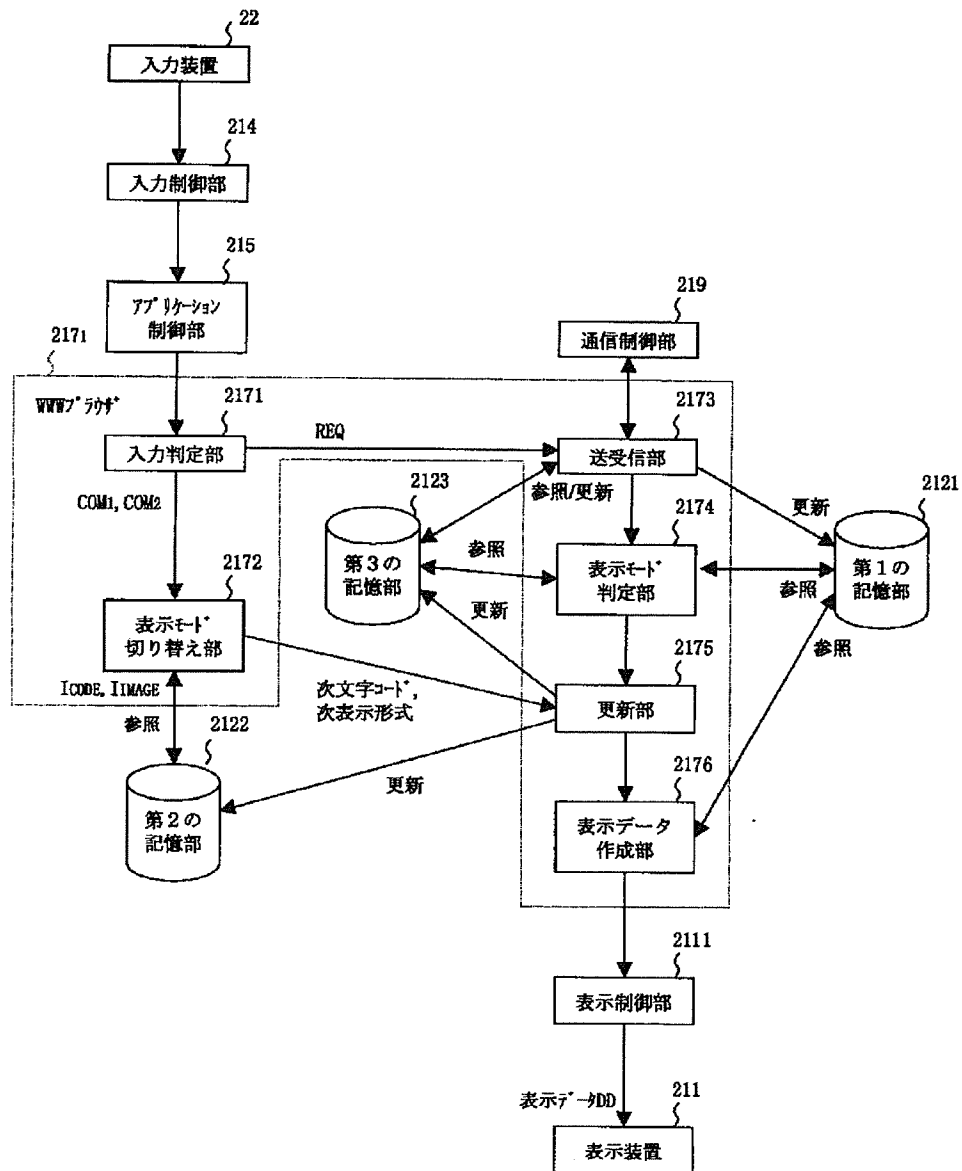 22
入力装置
214
入力制御部
215
アプリケーション
制御部
2171
WWWブラウザ
219
通信制御部
2171
入力判定部
REQ
2173
送受信部
COM1, COM2
2123
第3の
記憶部
参照/更新
更新
2121
第1の
記憶部
2174
表示モード
判定部
参照
参照
参照
2172
表示モード
切り替え部
更新
2175
更新部
ICODE, IIMAGE
次文字コード,
次表示形式
参照
2122
第2の
記憶部
更新
2176
表示データ
作成部
2111
表示制御部
表示データDD
211
表示装置